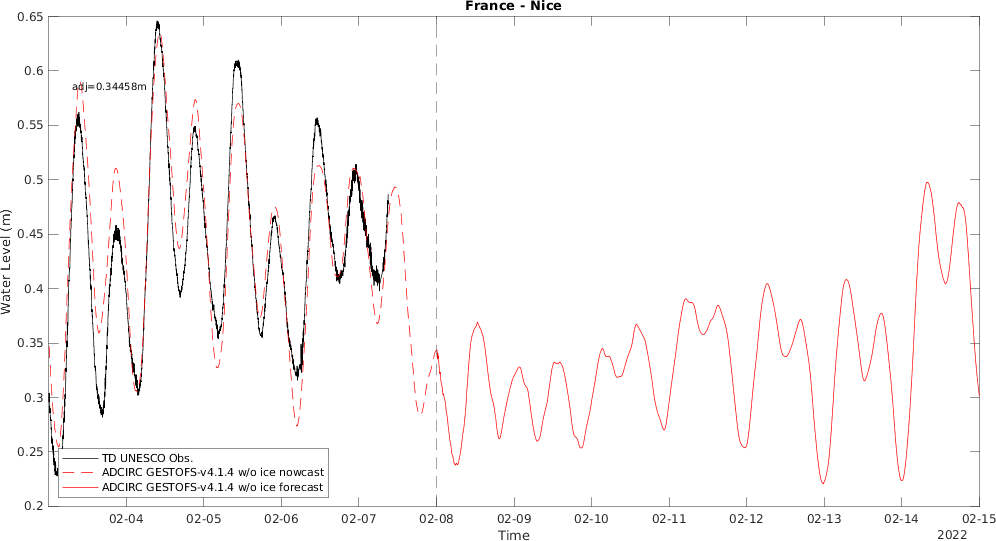 France - Nice
0.65
0.6
0.55
0.5
0.45
0.4
0.35
0.3
0.25
0.2
Water Level (m)
adj=0.34458m
TD UNESCO Obs.
ADCIRC GESTOFS-v4.1.4 w/o ice nowcast
ADCIRC GESTOFS-v4.1.4 w/o ice forecast
02-04 02-05 02-06 02-07 02-08 02-09 02-10 02-11 02-12 02-13 02-14 02-15
Time
2022